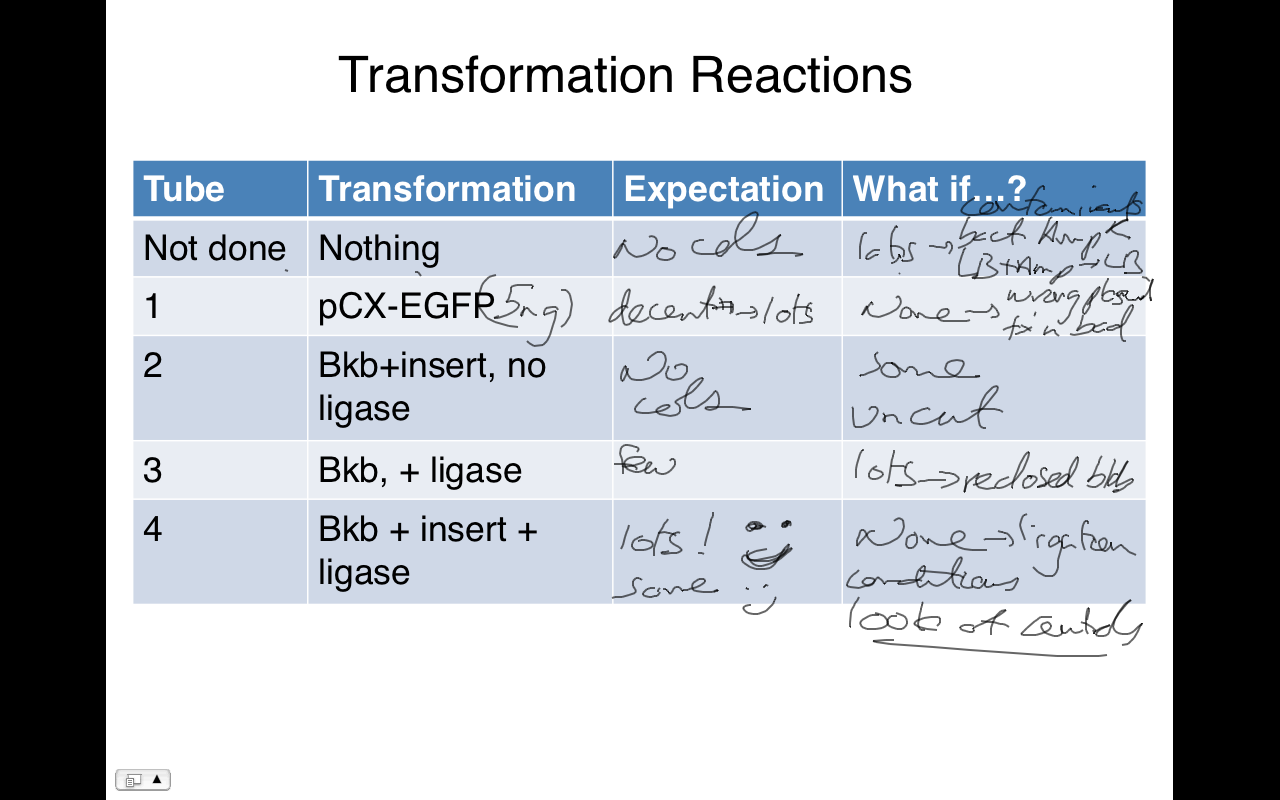 Transformation Reactions
Tube Transformation Expectation What if...?
Not done Nothing No cols lots → contaminants
bact AmpR
LB+Amp → LB
1 pCX-EGFP (5ng) decent # → lots None → wrong plasmid
tx'n bad
2 Bkb+insert, no No some
ligase cols uncut
3 Bkb, + ligase few lots → reclosed bkb
4 Bkb + insert + lots! None → ligation
ligase some :) conditions
look at controls